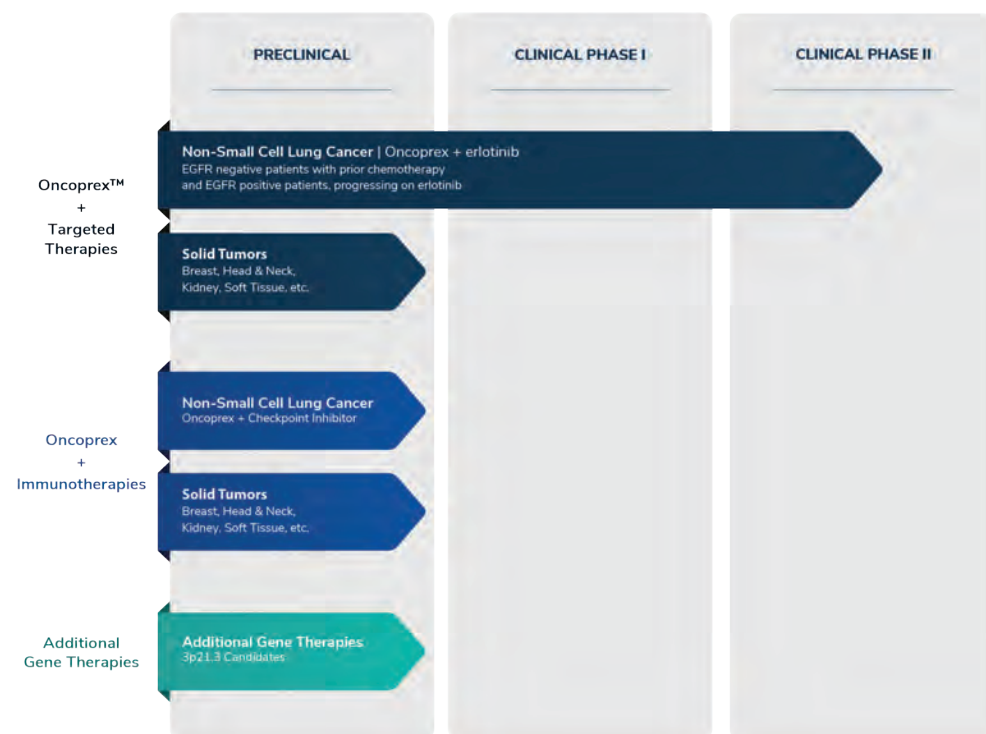 PRECLINICAL
CLINICAL PHASE I
CLINICAL PHASE II
Oncoprex™
+
Targeted
Therapies
Non-Small Cell Lung Cancer | Oncoprex + erlotinib
EGFR negative patients with prior chemotherapy
and EGFR positive patients, progressing on erlotinib
Solid Tumors
Breast, Head & Neck,
Kidney, Soft Tissue, etc.
Oncoprex
+
Immunotherapies
Non-Small Cell Lung Cancer
Oncoprex + Checkpoint Inhibitor
Solid Tumors
Breast, Head & Neck,
Kidney, Soft Tissue, etc.
Additional
Gene Therapies
Additional Gene Therapies
3p21.3 Candidates